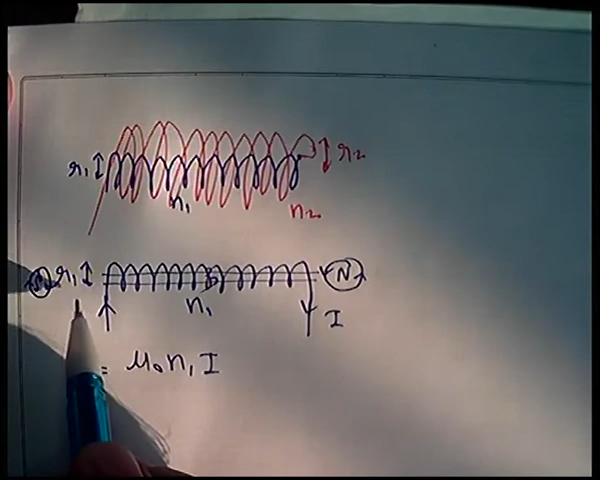 r₁
r₂
n₁
n₂
r₁
N
n₁
I
= μ₀n₁I